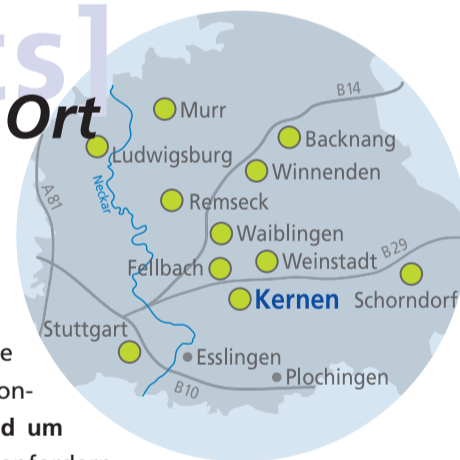 ts]
Ort
B14
Murr
Backnang
Ludwigsburg
Winnenden
A81
Neckar
Remseck
Waiblingen
B29
Fellbach
Weinstadt
Kernen
Schorndorf
Stuttgart
Esslingen
B10
Plochingen
e
on-
d um